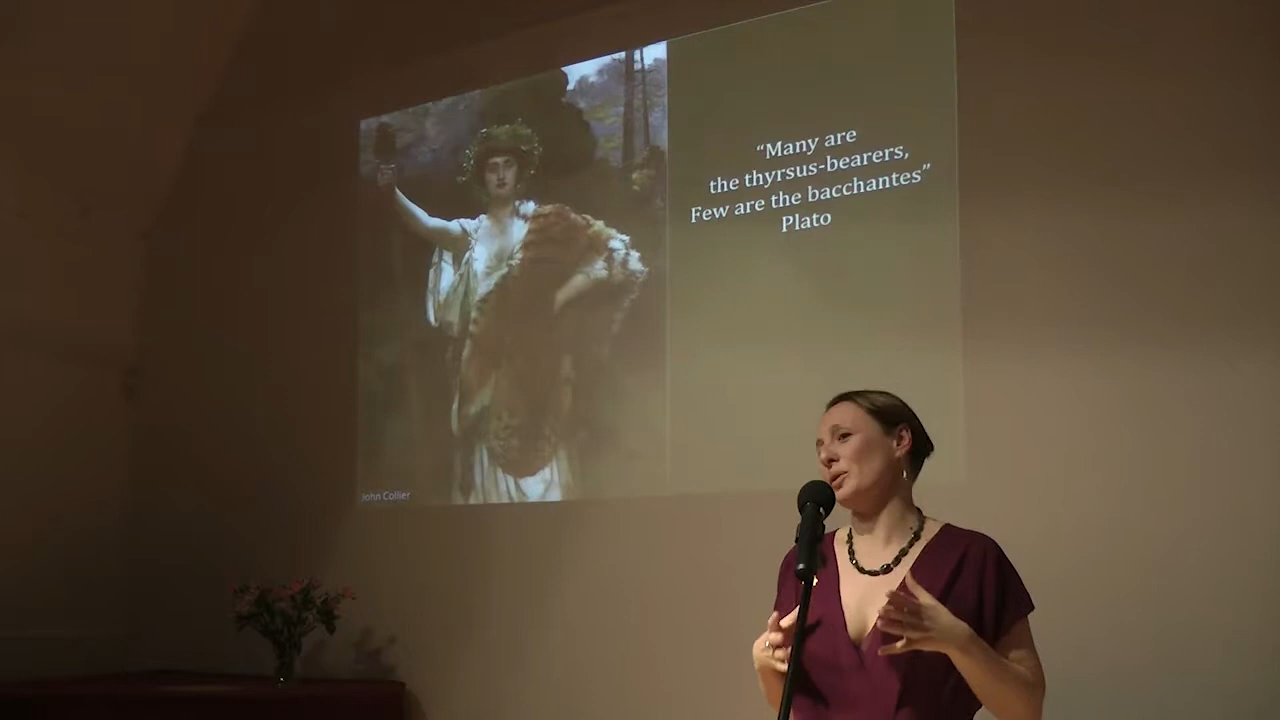 “Many are
the thyrsus-bearers,
Few are the bacchantes”
Plato
John Collier